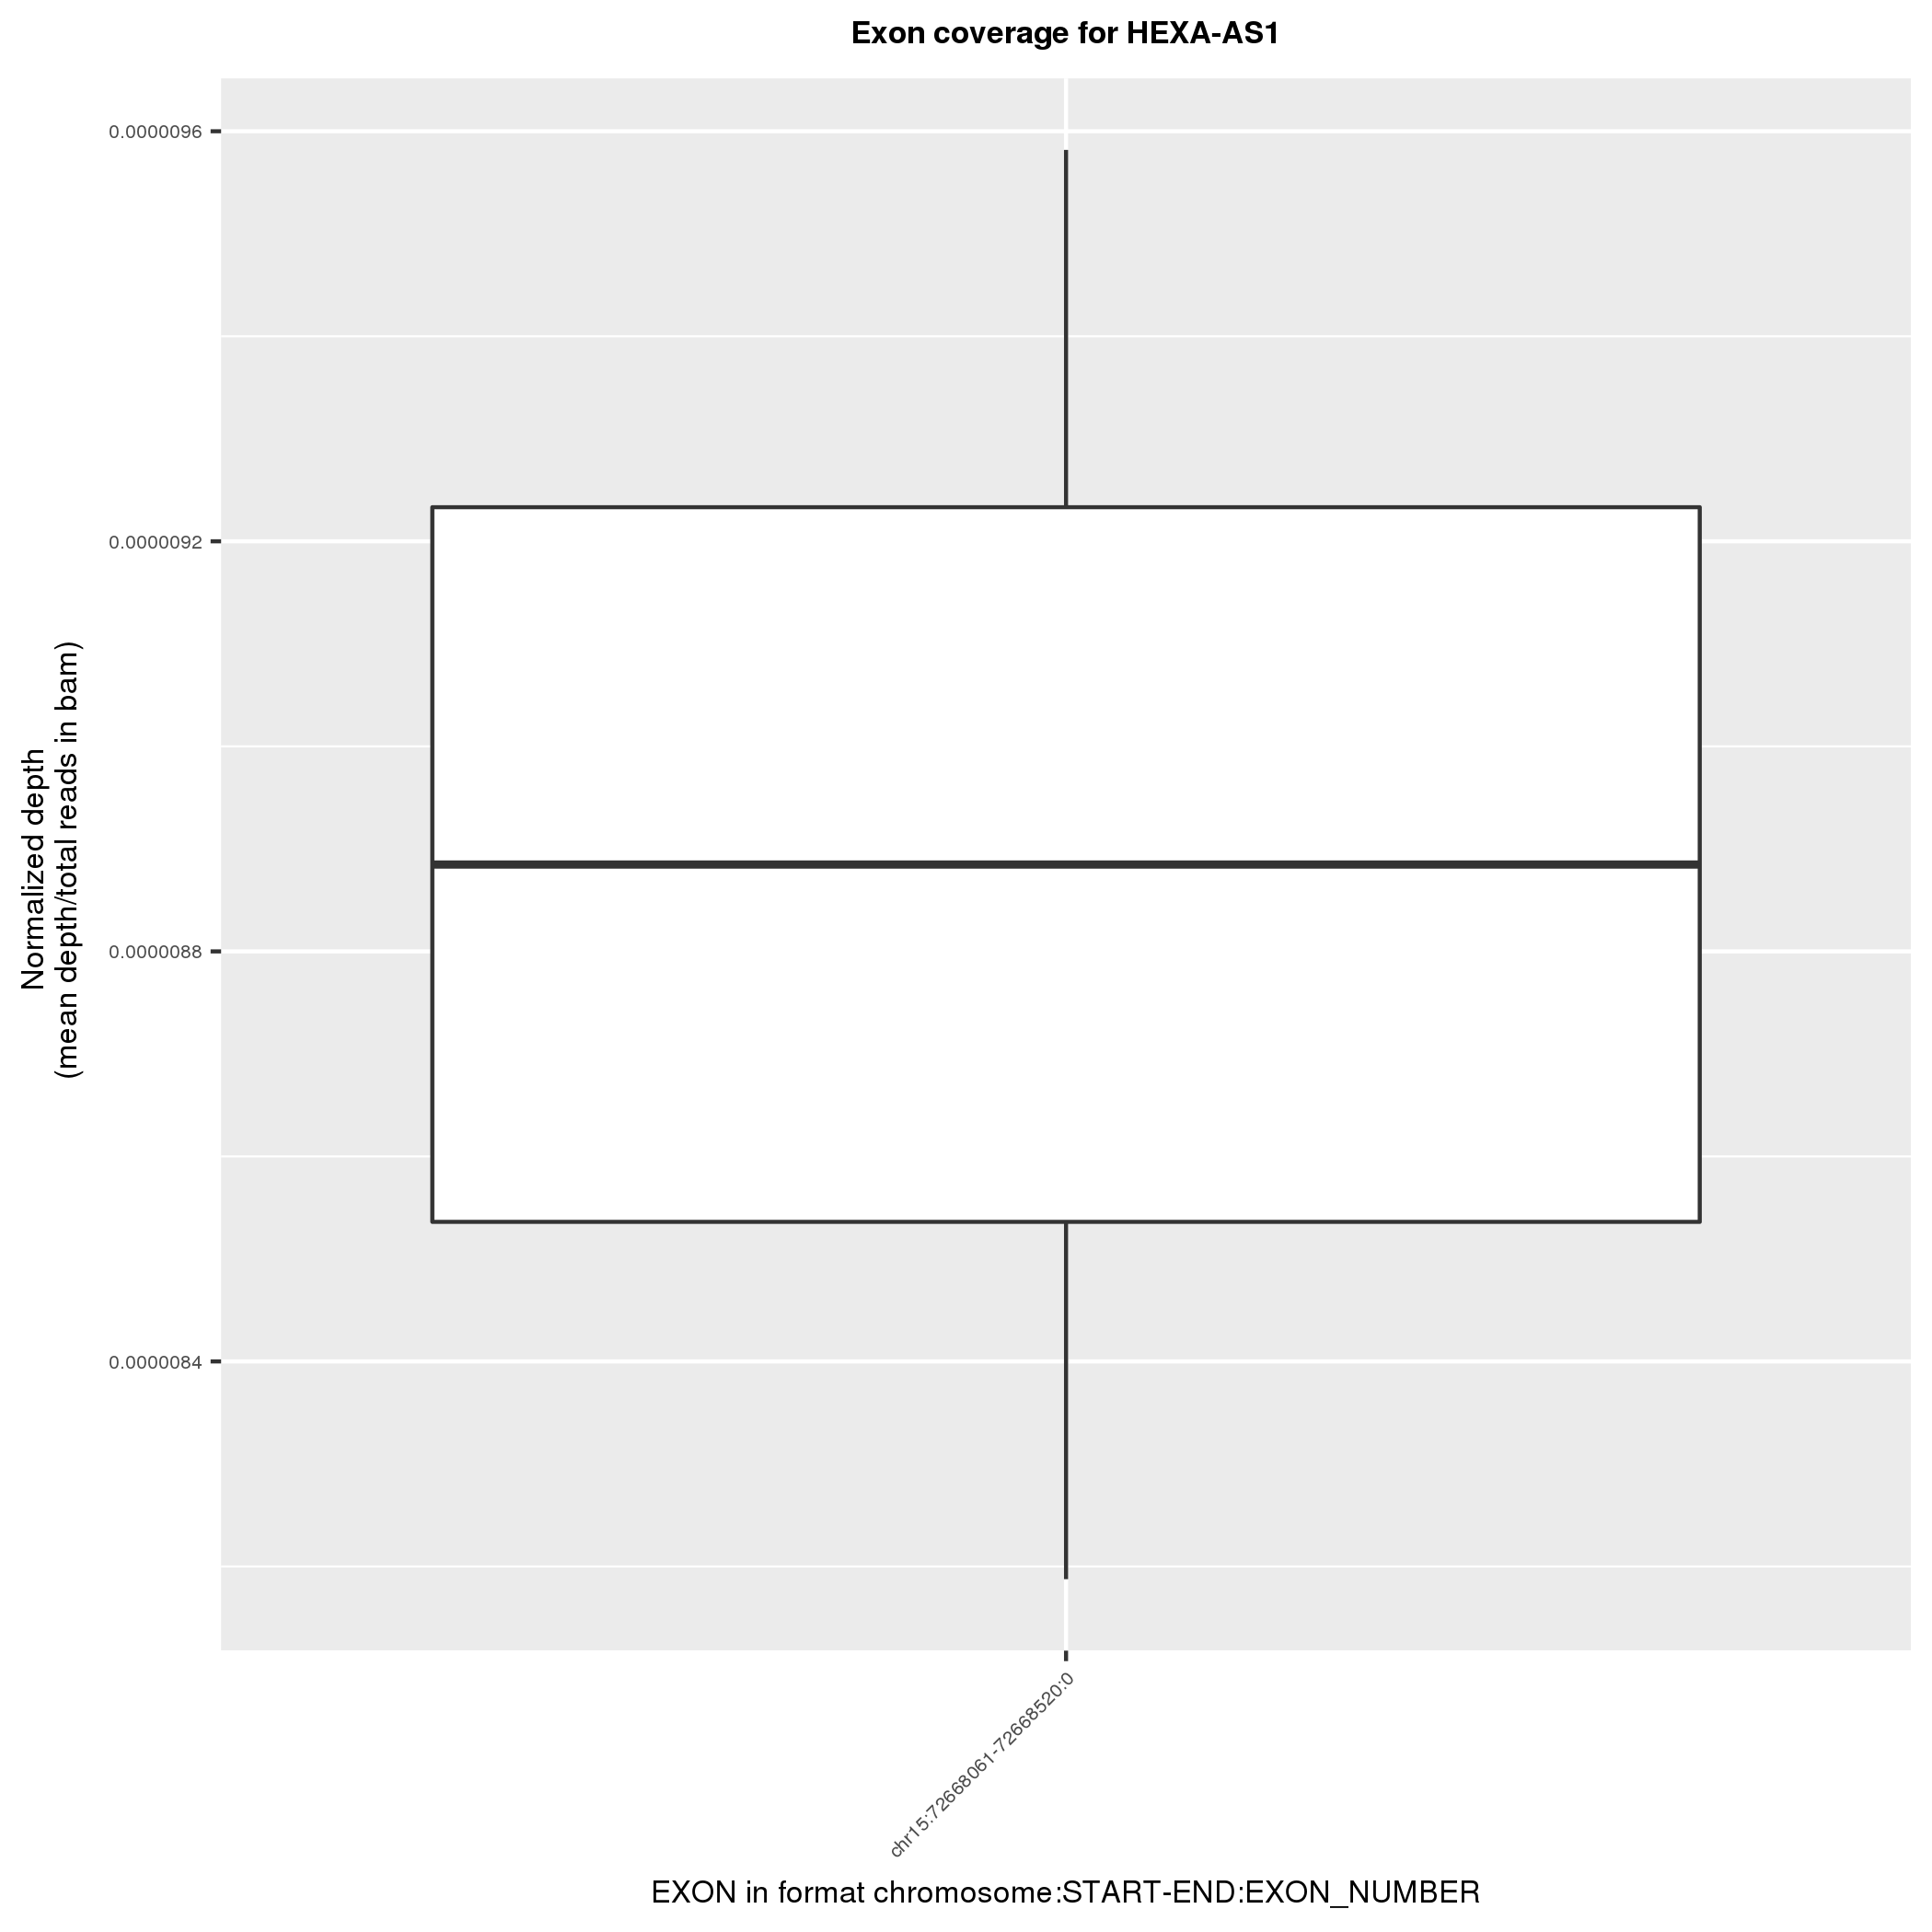 Exon coverage for HEXA-AS1
0.0000096
0.0000092
0.0000088
0.0000084
Normalized depth
(mean depth/total reads in bam)
chr15:72668061-72668520:0
EXON in format chromosome:START-END:EXON_NUMBER